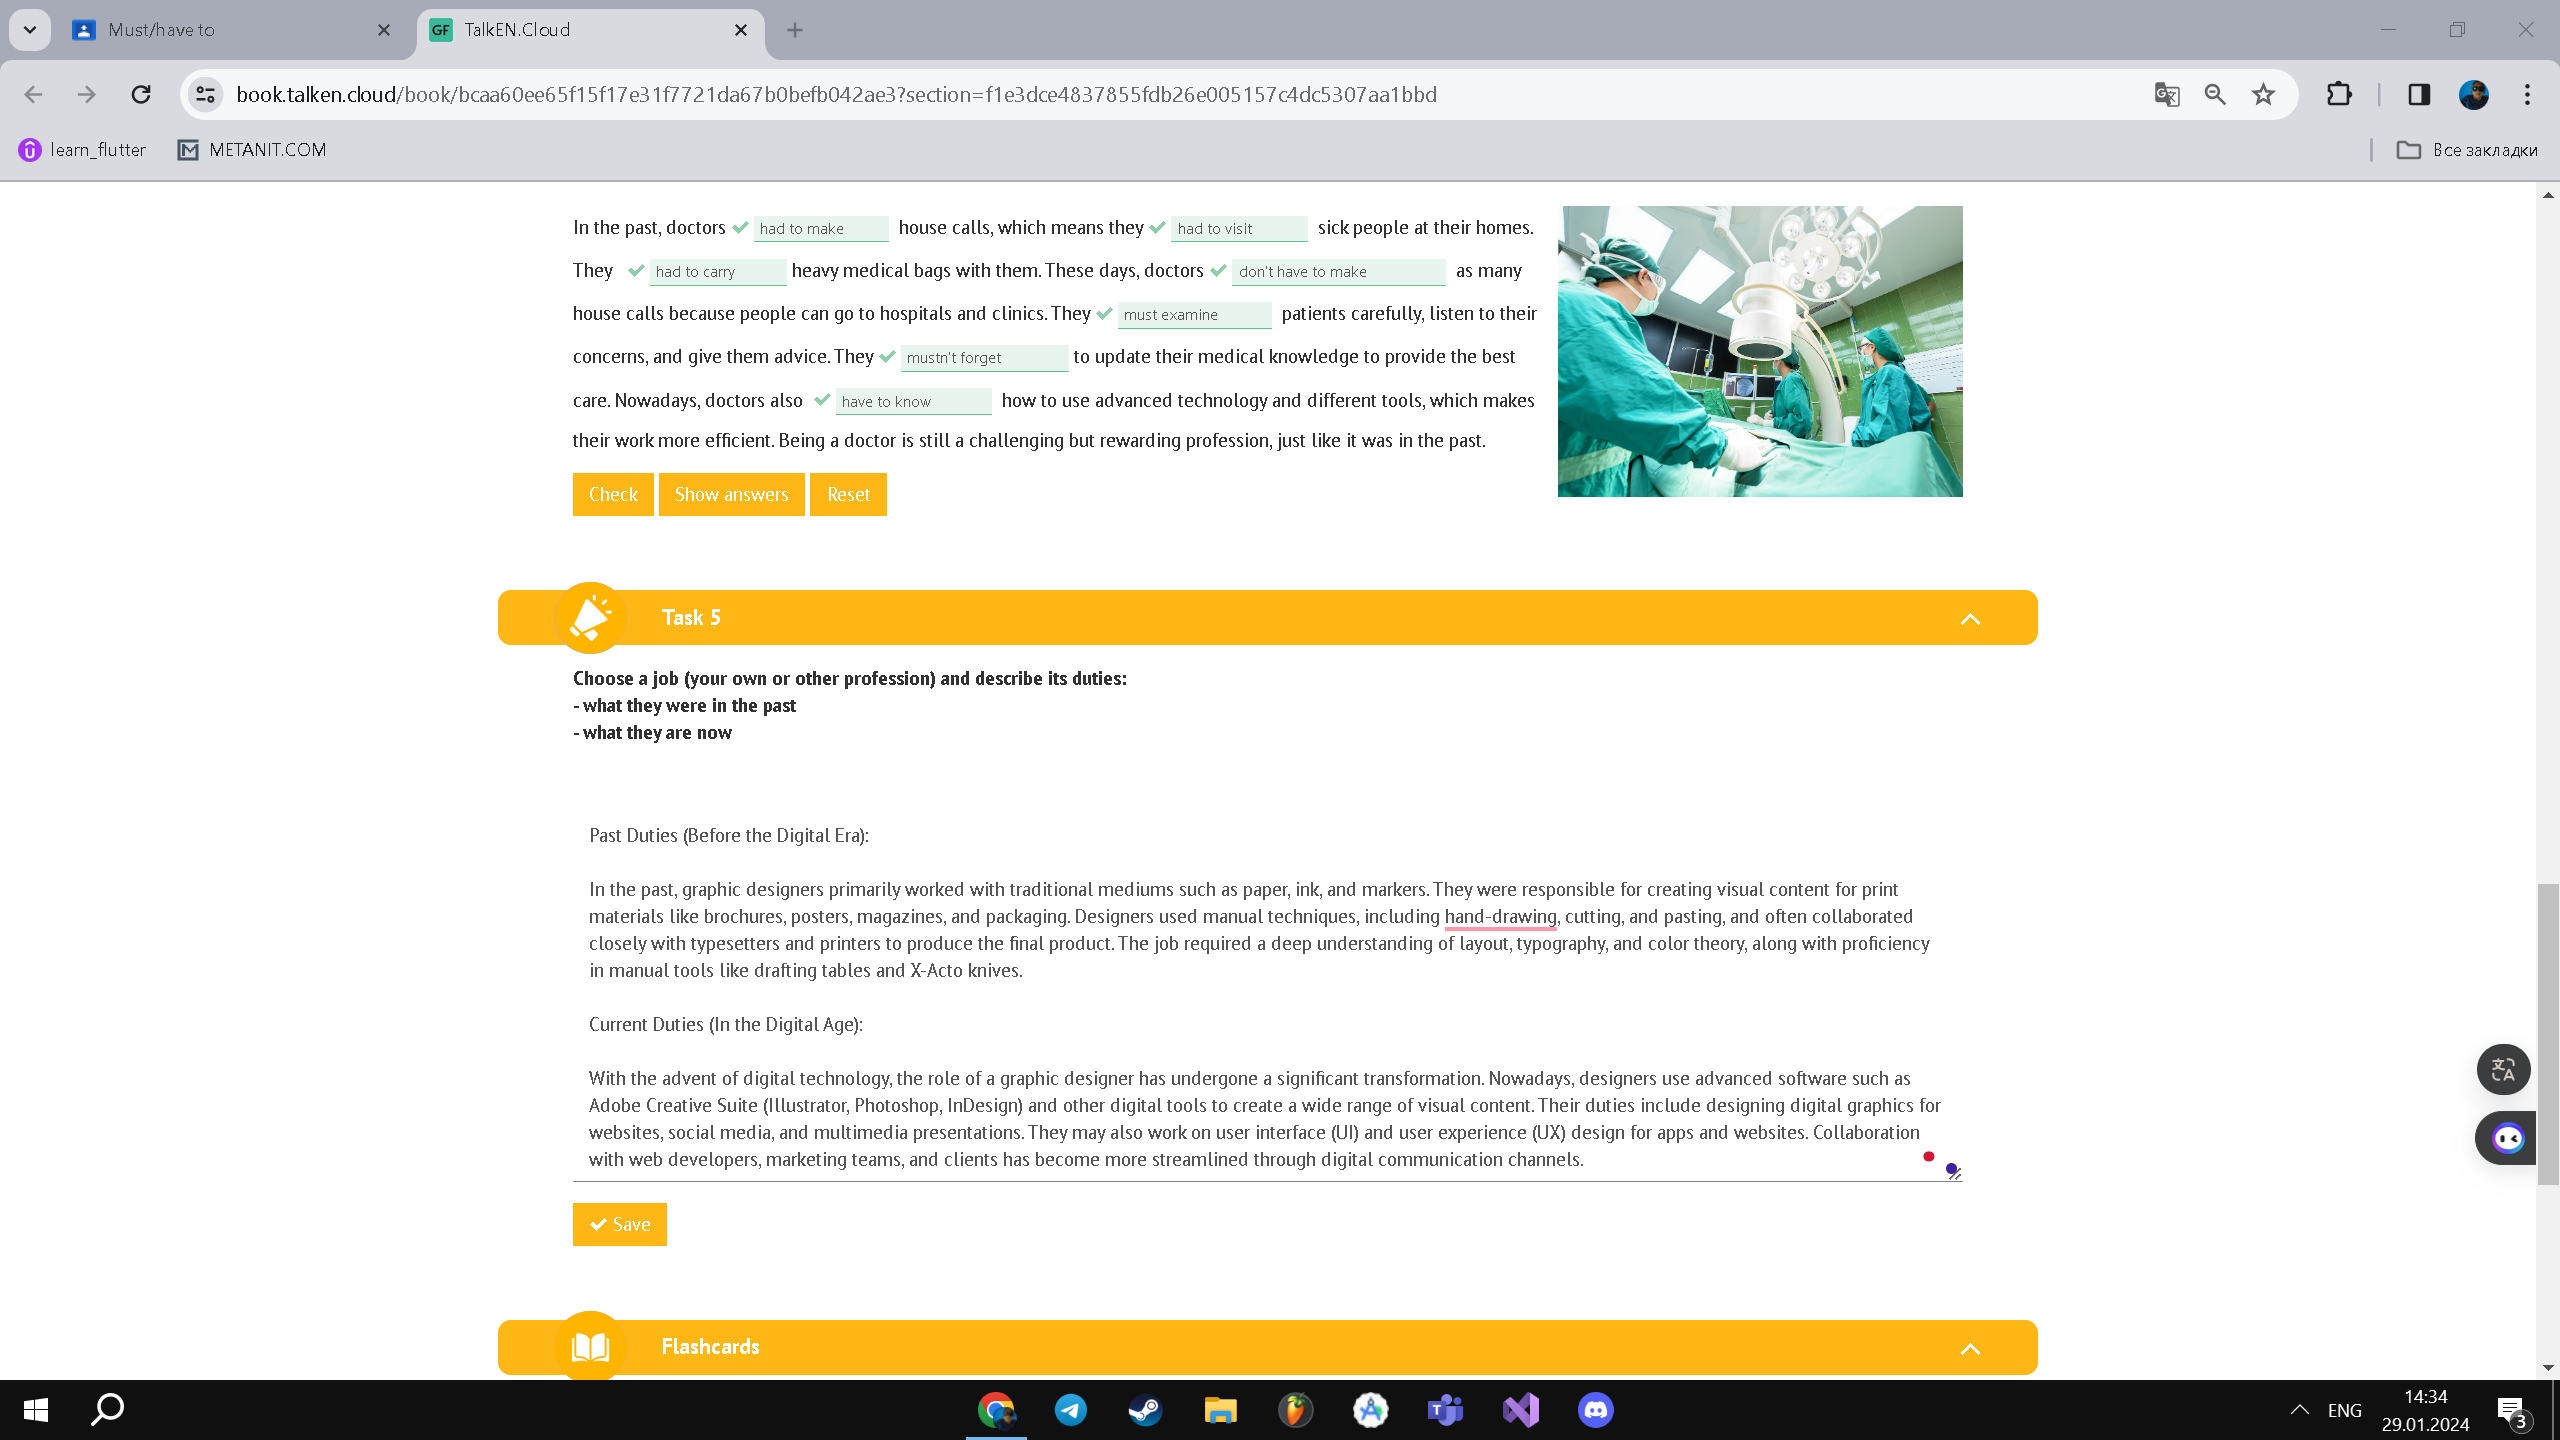 Must/have to
GF TalkEN.Cloud
book.talken.cloud/book/bcaa60ee65f15f17e31f7721da67b0befb042ae3?section=f1e3dce4837855fdb26e005157c4dc5307aa1bbd
learn_flutter
METANIT.COM
Все закладки
In the past, doctors had to make house calls, which means they had to visit sick people at their homes.
They had to carry heavy medical bags with them. These days, doctors don't have to make as many
house calls because people can go to hospitals and clinics. They must examine patients carefully, listen to their
concerns, and give them advice. They mustn't forget to update their medical knowledge to provide the best
care. Nowadays, doctors also have to know how to use advanced technology and different tools, which makes
their work more efficient. Being a doctor is still a challenging but rewarding profession, just like it was in the past.
Check Show answers Reset
Task 5
Choose a job (your own or other profession) and describe its duties:
- what they were in the past
- what they are now
Past Duties (Before the Digital Era):
In the past, graphic designers primarily worked with traditional mediums such as paper, ink, and markers. They were responsible for creating visual content for print
materials like brochures, posters, magazines, and packaging. Designers used manual techniques, including hand-drawing, cutting, and pasting, and often collaborated
closely with typesetters and printers to produce the final product. The job required a deep understanding of layout, typography, and color theory, along with proficiency
in manual tools like drafting tables and X-Acto knives.
Current Duties (In the Digital Age):
With the advent of digital technology, the role of a graphic designer has undergone a significant transformation. Nowadays, designers use advanced software such as
Adobe Creative Suite (Illustrator, Photoshop, InDesign) and other digital tools to create a wide range of visual content. Their duties include designing digital graphics for
websites, social media, and multimedia presentations. They may also work on user interface (UI) and user experience (UX) design for apps and websites. Collaboration
with web developers, marketing teams, and clients has become more streamlined through digital communication channels.
Save
Flashcards
ENG
14:34
29.01.2024
3